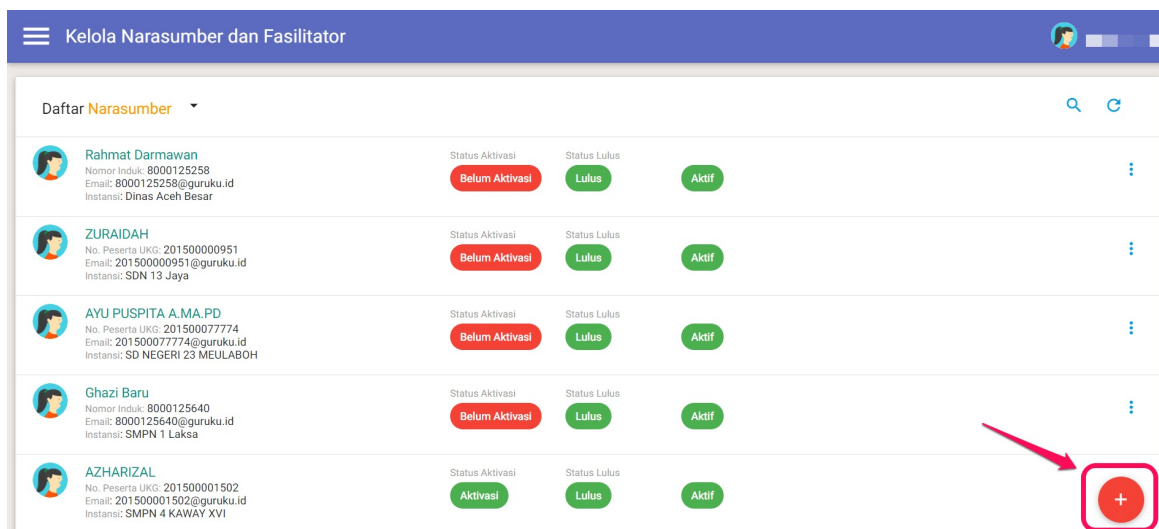 Kelola Narasumber dan Fasilitator
Daftar Narasumber
Rahmat Darmawan
Nomor Induk: 8000125258
Email: 8000125258@guruku.id
Instansi: Dinas Aceh Besar
Status Aktivasi
Belum Aktivasi
Status Lulus
Lulus
Aktif
ZURAIDAH
No. Peserta UKG: 201500000951
Email: 201500000951@guruku.id
Instansi: SDN 13 Jaya
Status Aktivasi
Belum Aktivasi
Status Lulus
Lulus
Aktif
AYU PUSPITA A.MA.PD
No. Peserta UKG: 201500077774
Email: 201500077774@guruku.id
Instansi: SD NEGERI 23 MEULABOH
Status Aktivasi
Belum Aktivasi
Status Lulus
Lulus
Aktif
Ghazi Baru
Nomor Induk: 8000125640
Email: 8000125640@guruku.id
Instansi: SMPN 1 Laksa
Status Aktivasi
Belum Aktivasi
Status Lulus
Lulus
Aktif
AZHARIZAL
No. Peserta UKG: 201500001502
Email: 201500001502@guruku.id
Instansi: SMPN 4 KAWAY XVI
Status Aktivasi
Aktivasi
Status Lulus
Lulus
Aktif
+